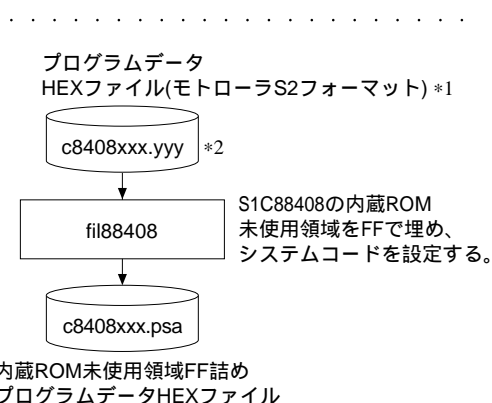 プログラムデータ
HEXファイル(モトローラS2フォーマット) *1
c8408xxx.yyy *2
fil88408
S1C88408の内蔵ROM
未使用領域をFFで埋め、
システムコードを設定する。
c8408xxx.psa
内蔵ROM未使用領域FF詰め
プログラムデータHEXファイル